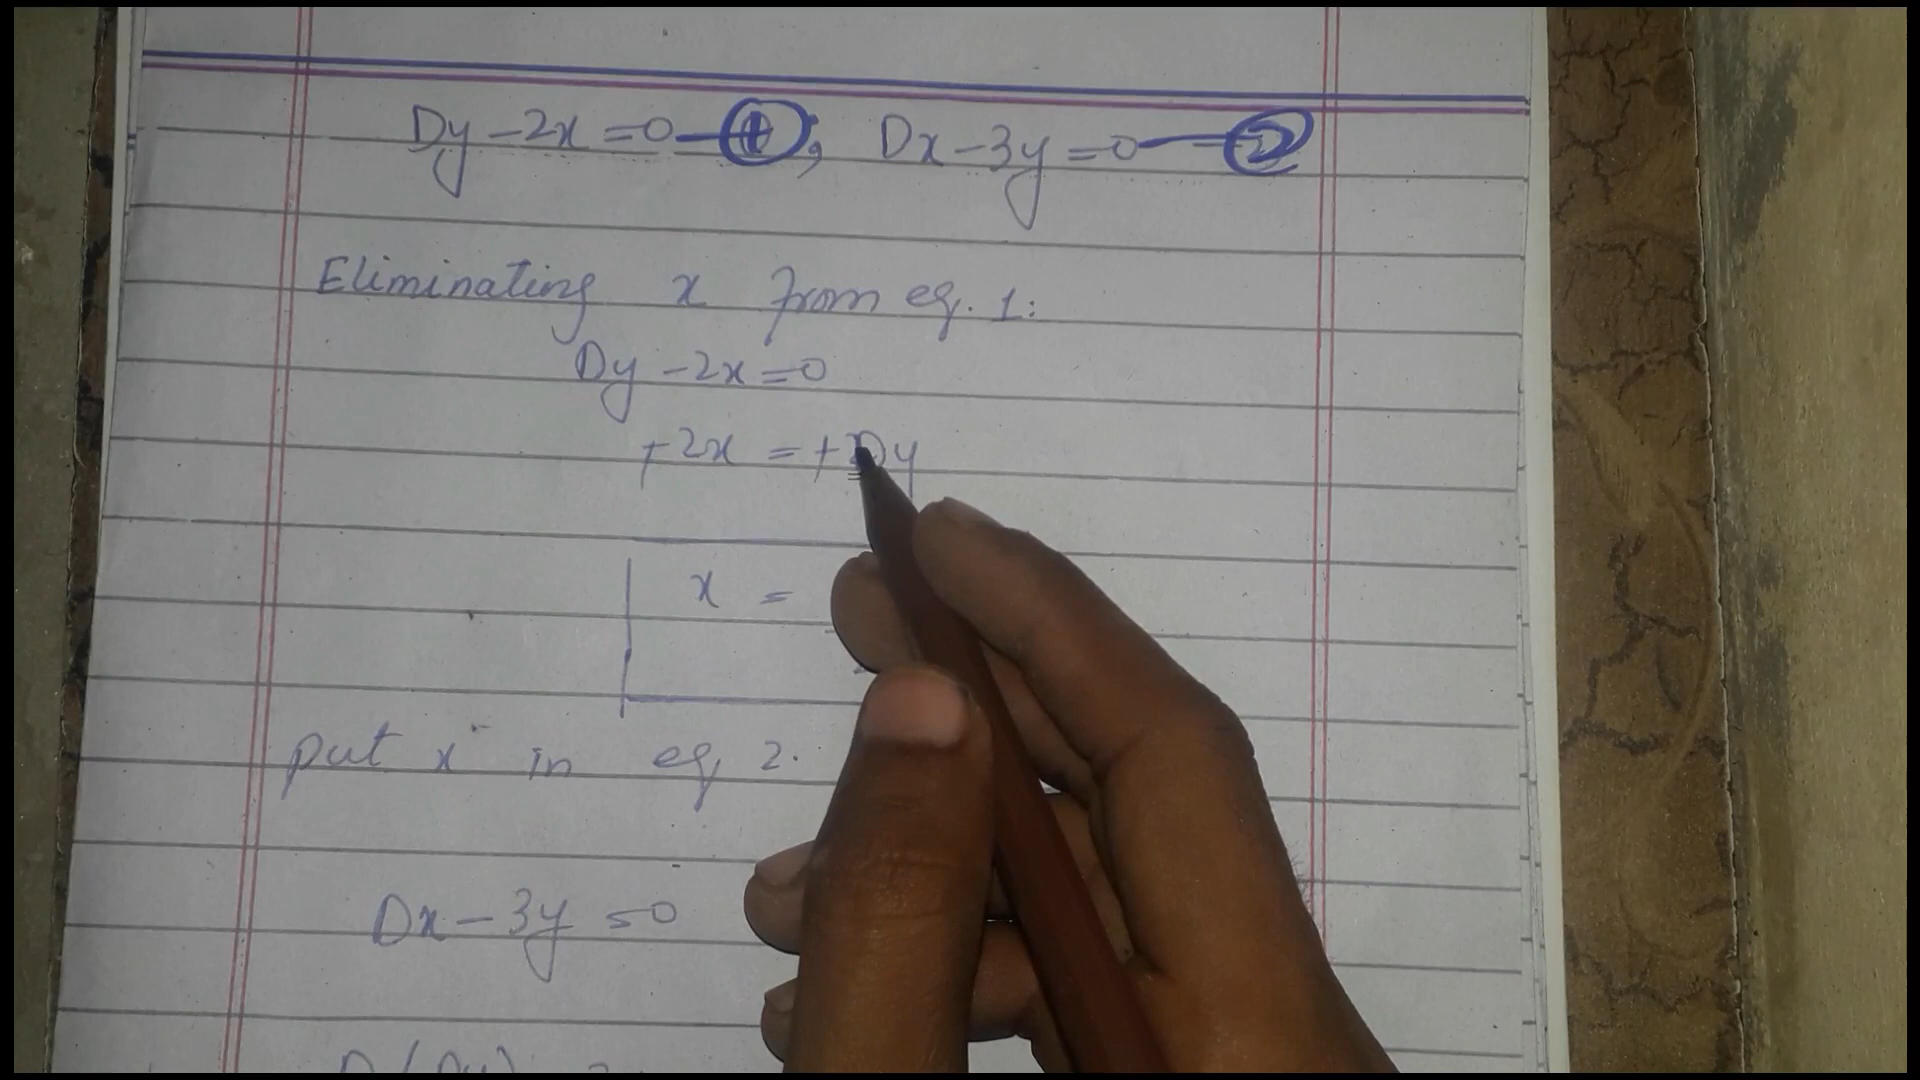 Dy - 2x = 0 — ①; Dx - 3y = 0 — ②
Eliminating x from eq. 1:
Dy - 2x = 0
+ 2x = + Dy
x =
put x in eq 2.
Dx - 3y = 0